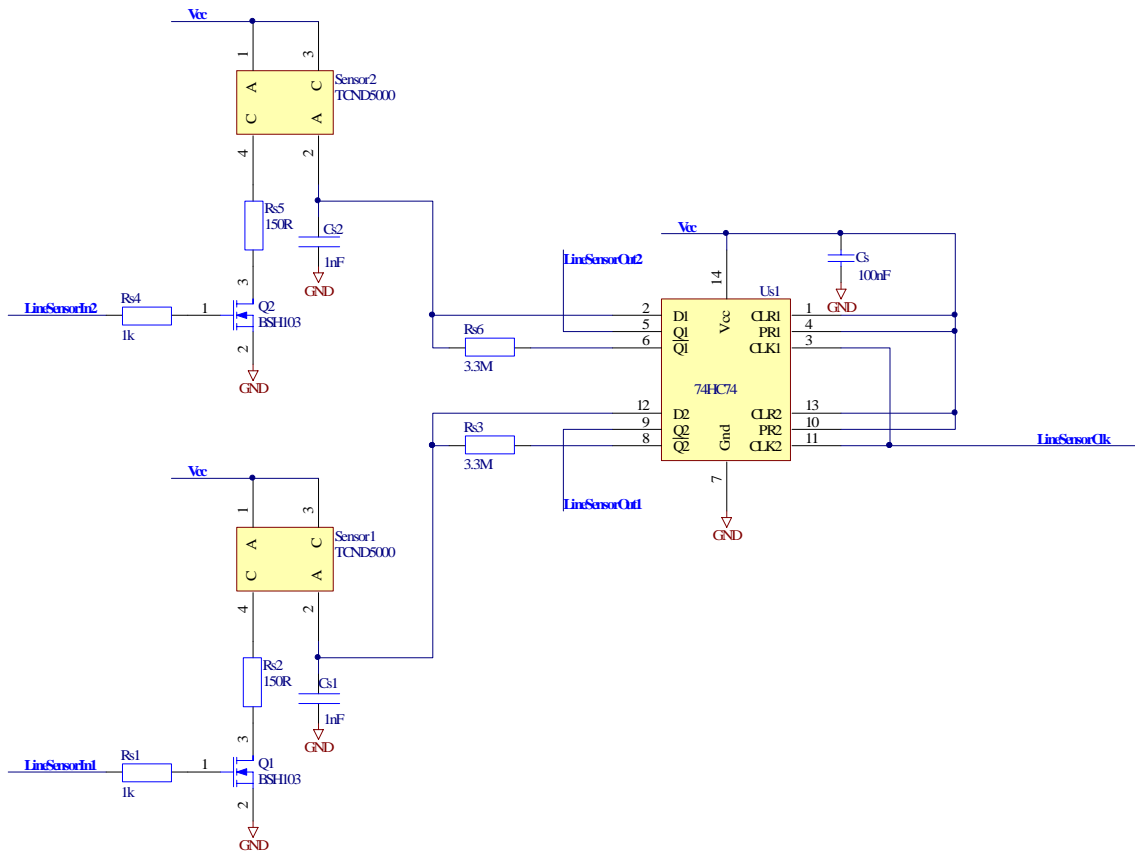 Vcc
1
3
A
C
C
A
Sensor2
TCND5000
4
2
Rs5
150R
Cs2
1nF
GND
3
LineSensorIn2
Rs4
1k
1
Q2
BSH103
2
GND
Vcc
LineSensorOut2
14
Cs
100nF
GND
Us1
2
D1
Vcc
CLR1
1
5
Q1
PR1
4
6
Q1
CLK1
3
Rs6
3.3M
74HC74
12
D2
CLR2
13
9
Q2
Gnd
PR2
10
8
Q2
CLK2
11
Rs3
3.3M
LineSensorClk
LineSensorOut1
7
GND
Vcc
1
3
A
C
C
A
Sensor1
TCND5000
4
2
Rs2
150R
Cs1
1nF
GND
3
LineSensorIn1
Rs1
1k
1
Q1
BSH103
2
GND